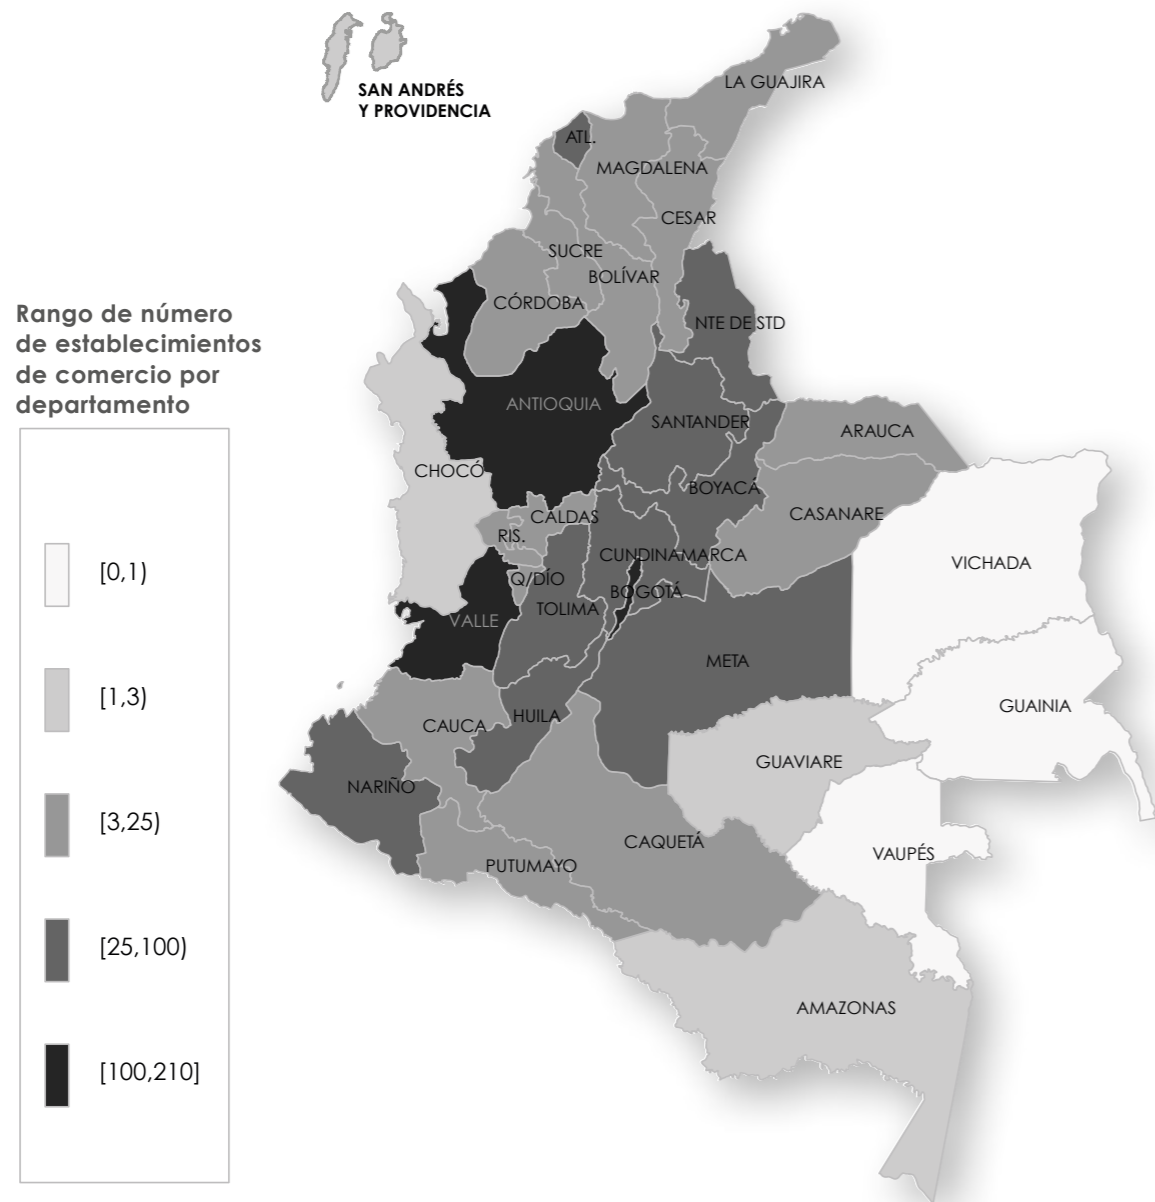 SAN ANDRÉS
Y PROVIDENCIA
LA GUAJIRA
ATL.
MAGDALENA
CESAR
SUCRE
BOLÍVAR
CÓRDOBA
NTE DE STD
Rango de número
de establecimientos
de comercio por
departamento
ANTIOQUIA
SANTANDER
ARAUCA
CHOCÓ
BOYACÁ
CALDAS
CASANARE
RIS.
CUNDINAMARCA
VICHADA
[0,1)
Q/DÍO
BOGOTÁ
TOLIMA
VALLE
META
[1,3)
GUAINIA
HUILA
CAUCA
GUAVIARE
NARIÑO
[3,25)
CAQUETÁ
VAUPÉS
PUTUMAYO
[25,100)
AMAZONAS
[100,210]